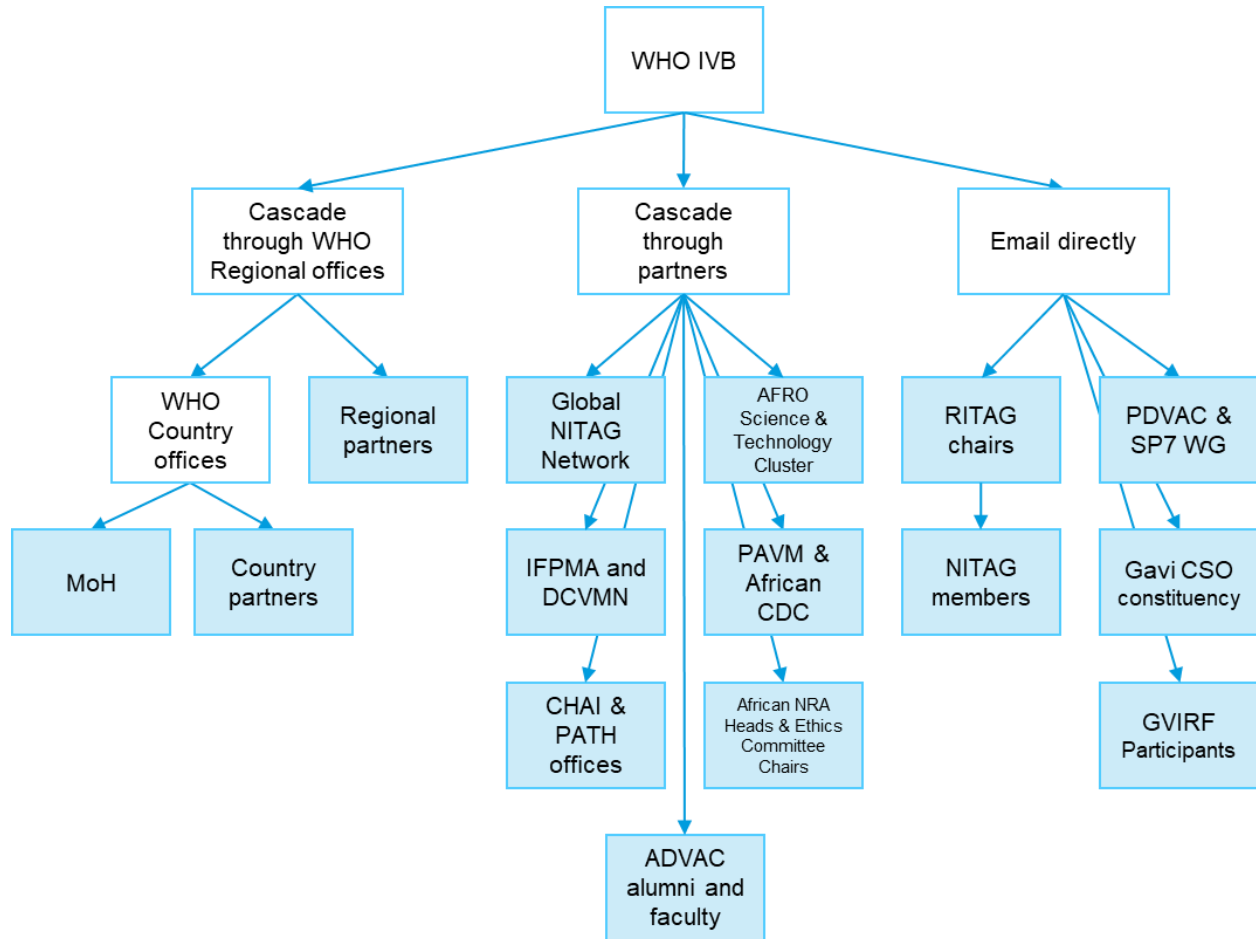 WHO IVB
Cascade
through WHO
Regional offices
Cascade
through
partners
Email directly
WHO
Country
offices
Regional
partners
Global
NITAG
Network
AFRO
Science &
Technology
Cluster
RITAG
chairs
PDVAC &
SP7 WG
MoH
Country
partners
IFPMA and
DCVMN
PAVM &
African
CDC
NITAG
members
Gavi CSO
constituency
CHAI &
PATH
offices
African NRA
Heads & Ethics
Committee
Chairs
GVIRF
Participants
ADVAC
alumni and
faculty